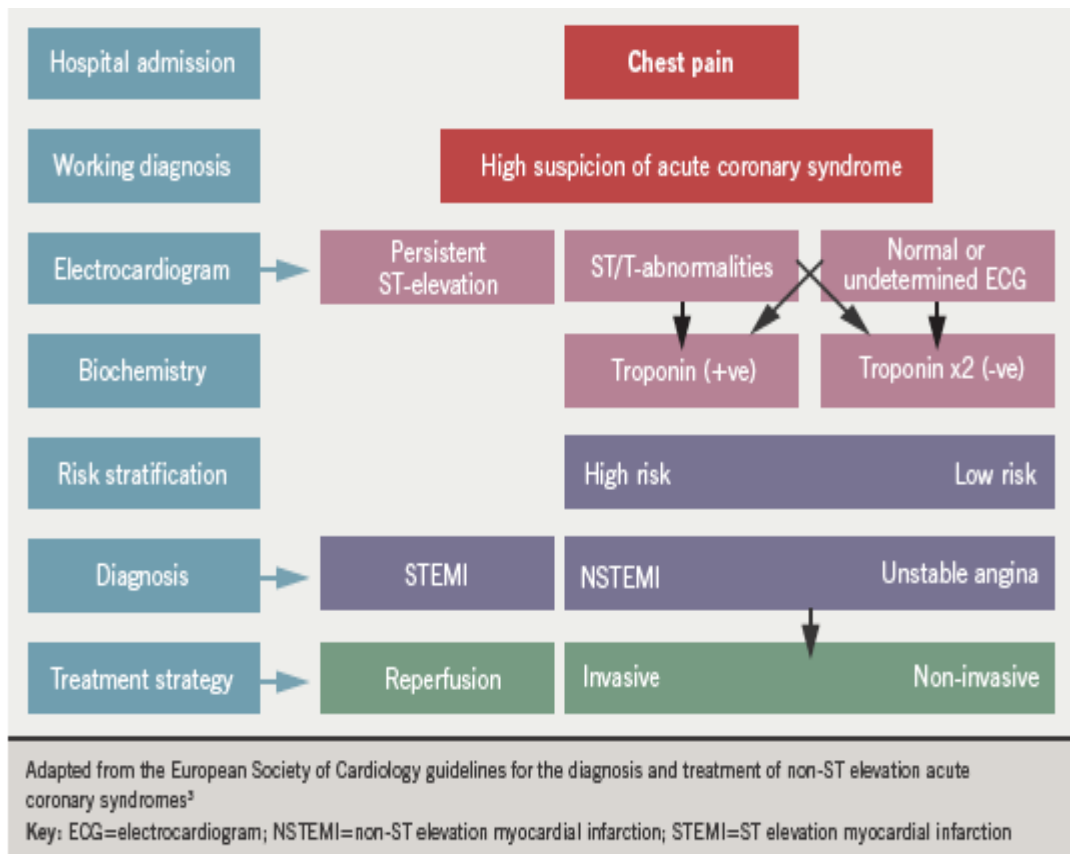 Hospital admission
Chest pain
Working diagnosis
High suspicion of acute coronary syndrome
Electrocardiogram
Persistent
ST-elevation
ST/T-abnormalities
Normal or
undetermined ECG
Biochemistry
Troponin (+ve)
Troponin x2 (-ve)
Risk stratification
High risk
Low risk
Diagnosis
STEMI
NSTEMI
Unstable angina
Treatment strategy
Reperfusion
Invasive
Non-invasive
Adapted from the European Society of Cardiology guidelines for the diagnosis and treatment of non-ST elevation acute
coronary syndromes³
Key: ECG=electrocardiogram; NSTEMI=non-ST elevation myocardial infarction; STEMI=ST elevation myocardial infarction